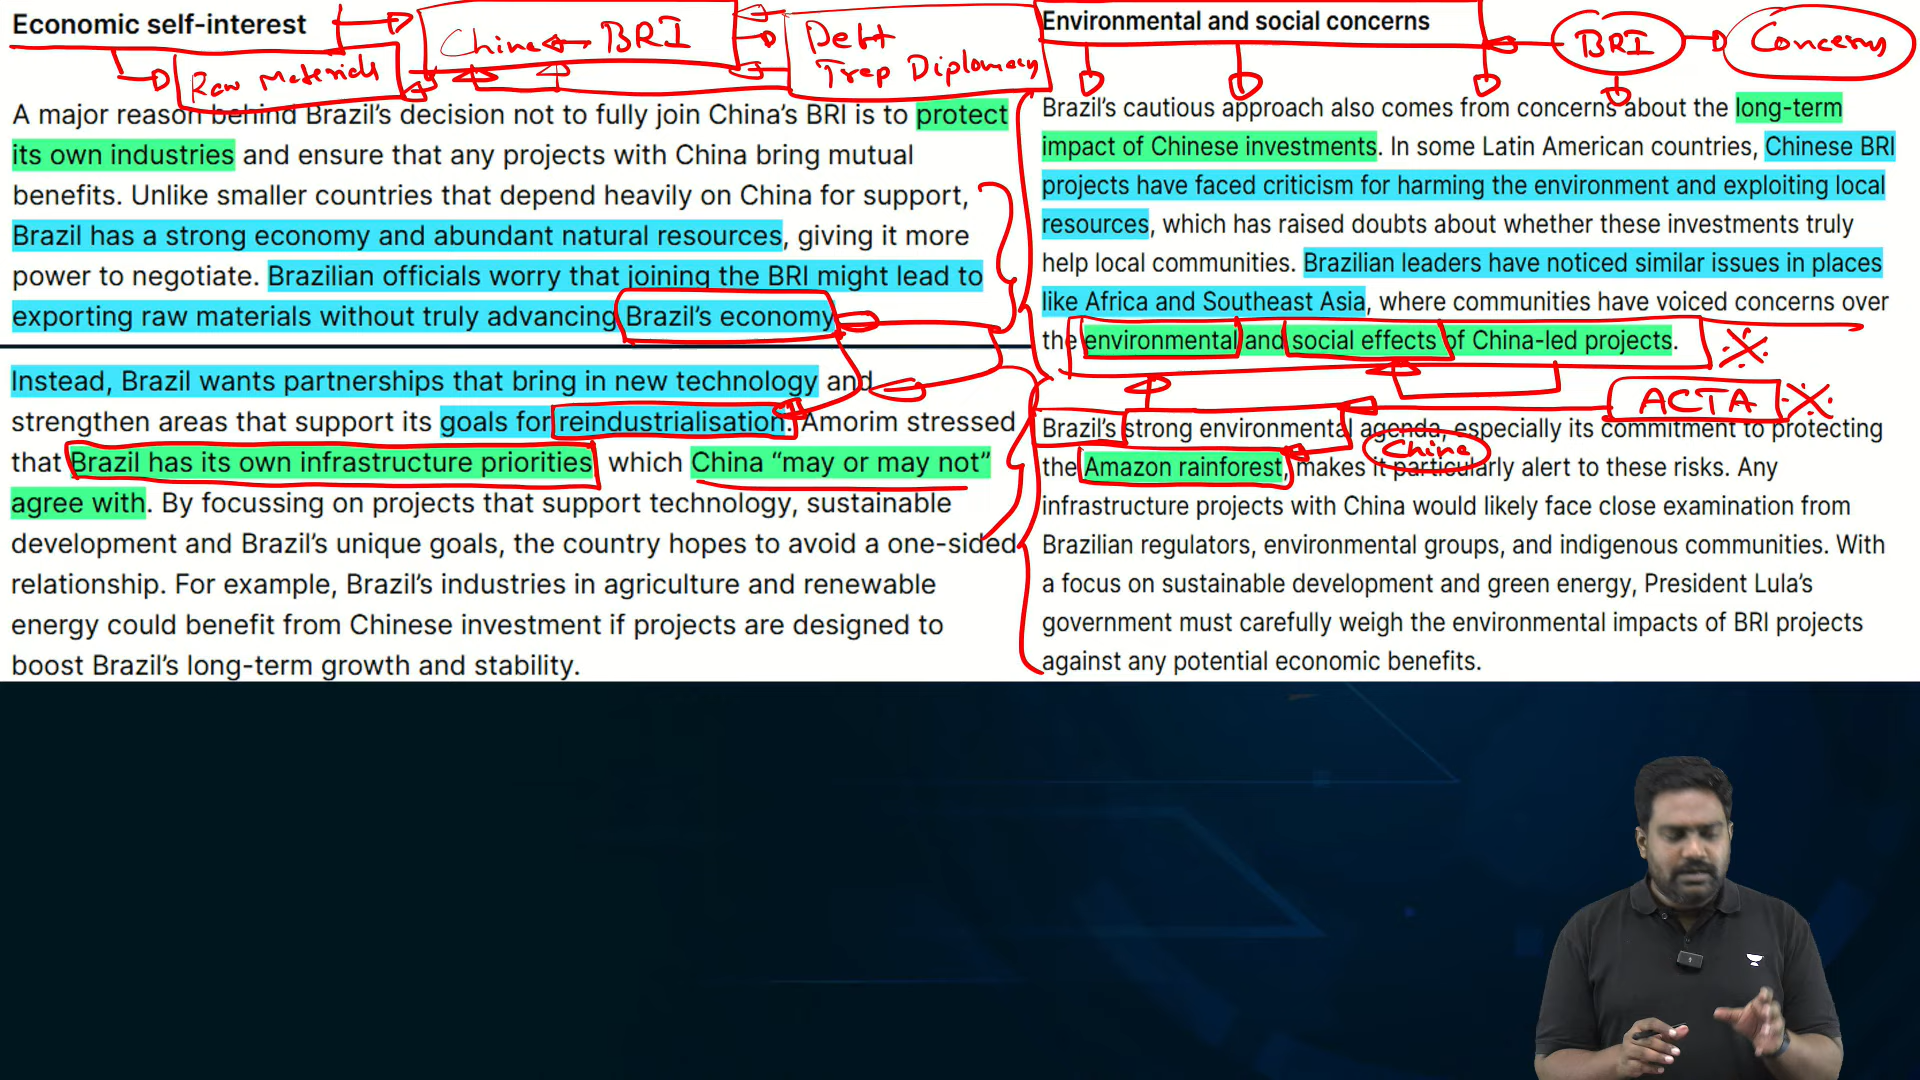 Economic self-interest
China ← BRI
Debt
Trap Diplomacy
Raw Materials
A major reason behind Brazil's decision not to fully join China's BRI is to protect
its own industries and ensure that any projects with China bring mutual
benefits. Unlike smaller countries that depend heavily on China for support,
Brazil has a strong economy and abundant natural resources, giving it more
power to negotiate. Brazilian officials worry that joining the BRI might lead to
exporting raw materials without truly advancing Brazil's economy
Instead, Brazil wants partnerships that bring in new technology and
strengthen areas that support its goals for reindustrialisation. Amorim stressed
that Brazil has its own infrastructure priorities which China “may or may not”
agree with. By focussing on projects that support technology, sustainable
development and Brazil's unique goals, the country hopes to avoid a one-sided
relationship. For example, Brazil's industries in agriculture and renewable
energy could benefit from Chinese investment if projects are designed to
boost Brazil's long-term growth and stability.
Environmental and social concerns
BRI
Concerns
Brazil's cautious approach also comes from concerns about the long-term
impact of Chinese investments. In some Latin American countries, Chinese BRI
projects have faced criticism for harming the environment and exploiting local
resources, which has raised doubts about whether these investments truly
help local communities. Brazilian leaders have noticed similar issues in places
like Africa and Southeast Asia, where communities have voiced concerns over
the environmental and social effects of China-led projects.
ACTA
Brazil's strong environmental agenda, especially its commitment to protecting
China
the Amazon rainforest, makes it particularly alert to these risks. Any
infrastructure projects with China would likely face close examination from
Brazilian regulators, environmental groups, and indigenous communities. With
a focus on sustainable development and green energy, President Lula's
government must carefully weigh the environmental impacts of BRI projects
against any potential economic benefits.